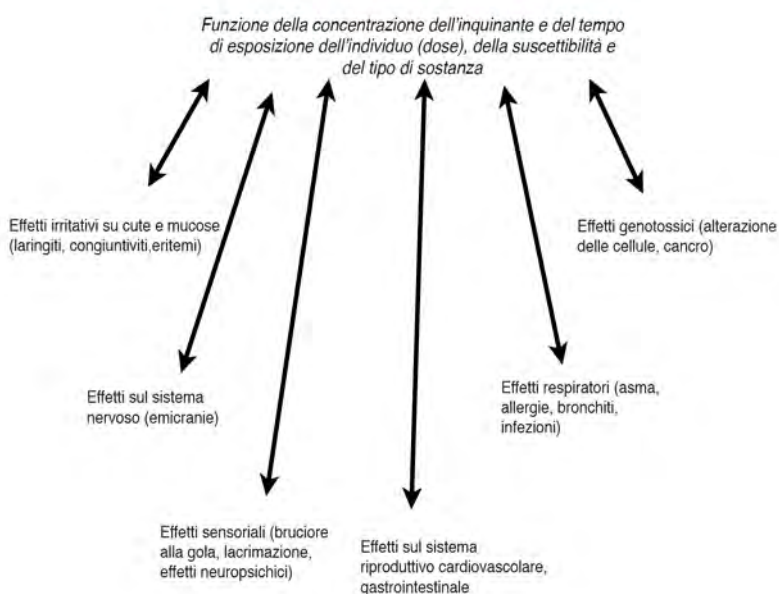 Funzione della concentrazione dell'inquinante e del tempo
di esposizione dell'individuo (dose), della suscettibilità e
del tipo di sostanza
Effetti irritativi su cute e mucose
(laringiti, congiuntiviti,eritemi)
Effetti genotossici (alterazione
delle cellule, cancro)
Effetti sul sistema
nervoso (emicranie)
Effetti respiratori (asma,
allergie, bronchiti,
infezioni)
Effetti sensoriali (bruciore
alla gola, lacrimazione,
effetti neuropsichici)
Effetti sul sistema
riproduttivo cardiovascolare,
gastrointestinale